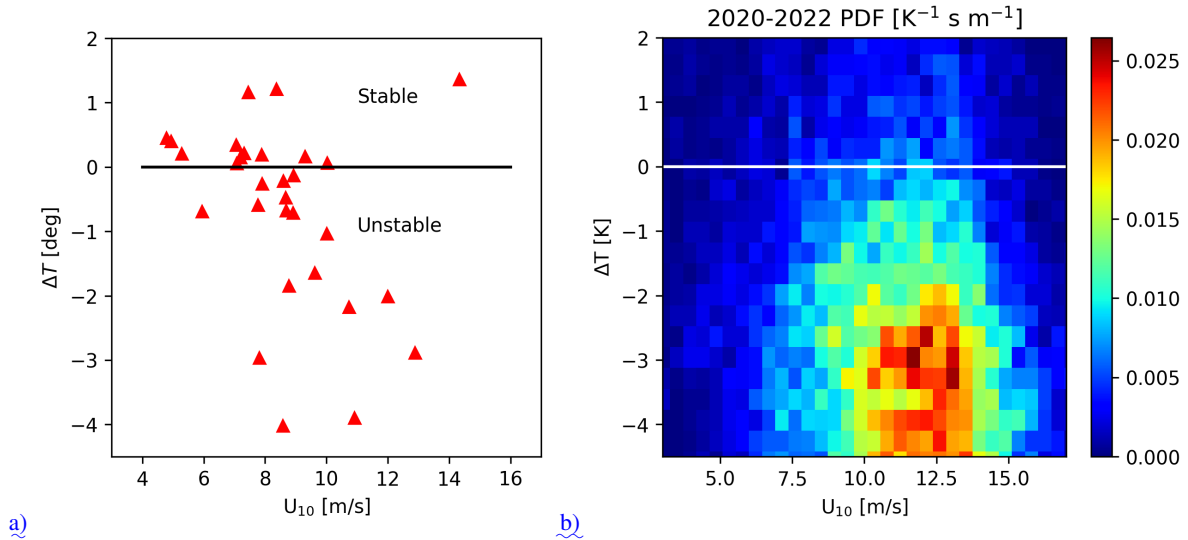 2020-2022 PDF [K⁻¹ s m⁻¹]
2
1
0
−1
−2
−3
−4
ΔT [deg]
Stable
Unstable
4 6 8 10 12 14 16
U₁₀ [m/s]
a)
2
1
0
−1
−2
−3
−4
ΔT [K]
5.0 7.5 10.0 12.5 15.0
U₁₀ [m/s]
b)
0.025
0.020
0.015
0.010
0.005
0.000